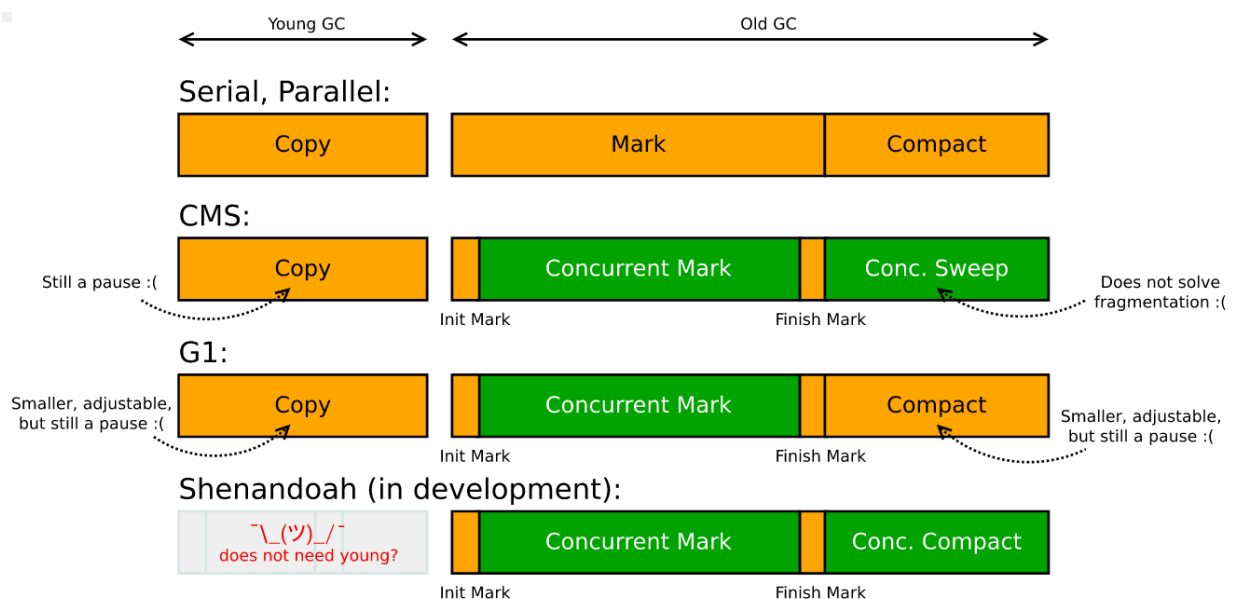 Young GC
Old GC
Serial, Parallel:
Copy
Mark
Compact
CMS:
Copy
Concurrent Mark
Conc. Sweep
Still a pause :(
Does not solve
fragmentation :(
Init Mark
Finish Mark
G1:
Copy
Concurrent Mark
Compact
Smaller, adjustable,
but still a pause :(
Smaller, adjustable,
but still a pause :(
Init Mark
Finish Mark
Shenandoah (in development):
¯\_(ツ)_/¯
does not need young?
Concurrent Mark
Conc. Compact
Init Mark
Finish Mark